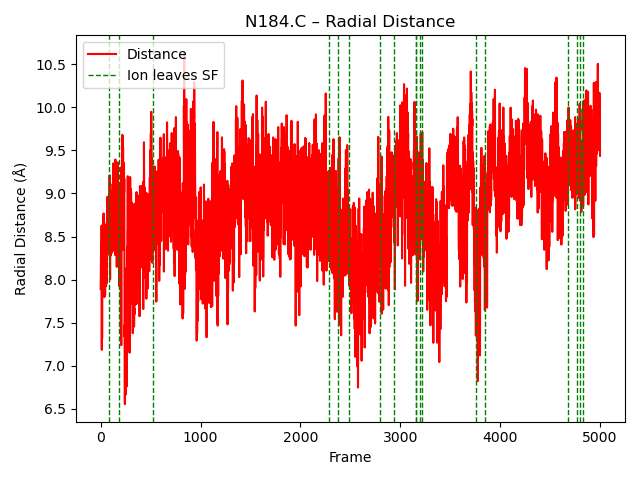 N184.C – Radial Distance
Distance
Ion leaves SF
Radial Distance (Å)
10.5
10.0
9.5
9.0
8.5
8.0
7.5
7.0
6.5
0 1000 2000 3000 4000 5000
Frame